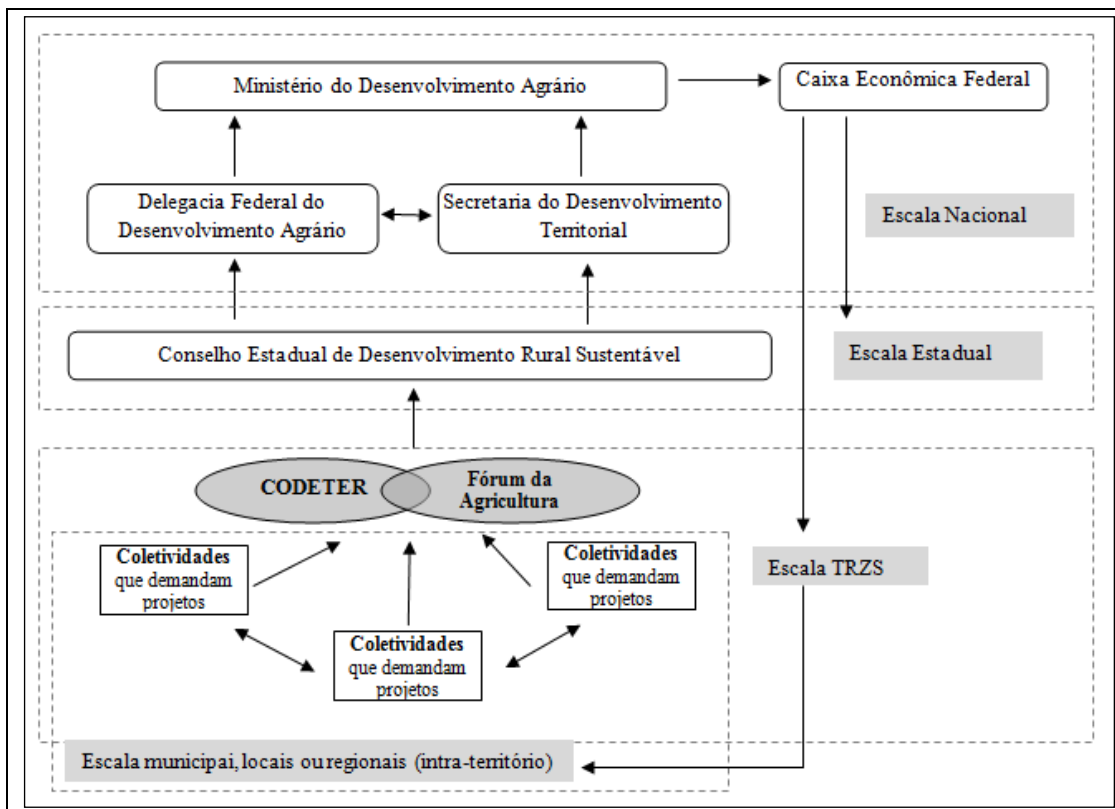 Ministério do Desenvolvimento Agrário
Caixa Econômica Federal
Delegacia Federal do
Desenvolvimento Agrário
Secretaria do Desenvolvimento
Territorial
Escala Nacional
Conselho Estadual de Desenvolvimento Rural Sustentável
Escala Estadual
CODETER
Fórum da
Agricultura
Coletividades
que demandam
projetos
Coletividades
que demandam
projetos
Coletividades
que demandam
projetos
Escala TRZS
Escala municipai, locais ou regionais (intra-território)